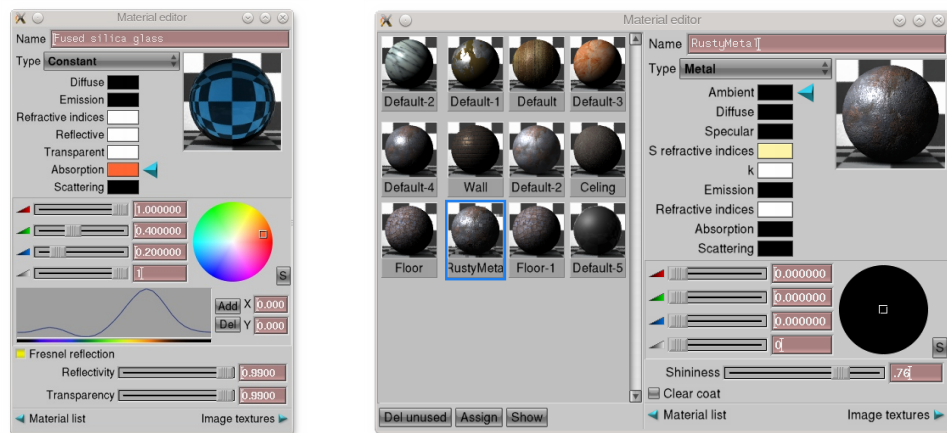 Material editor
Name Fused silica glass
Type Constant
Diffuse
Emission
Refractive indices
Reflective
Transparent
Absorption
Scattering
1.000000
0.400000
0.200000
1
S
Add X 0.000
Del Y 0.000
Fresnel reflection
Reflectivity 0.9900
Transparency 0.9900
Material list Image textures
Material editor
Default-2 Default-1 Default Default-3
Default-4 Wall Default-2 Celing
Floor RustyMeta Floor-1 Default-5
Del unused Assign Show
Name RustyMetal
Type Metal
Ambient
Diffuse
Specular
S refractive indices
k
Emission
Refractive indices
Absorption
Scattering
0.000000
0.000000
0.000000
0
S
Shininess .76
Clear coat
Material list Image textures